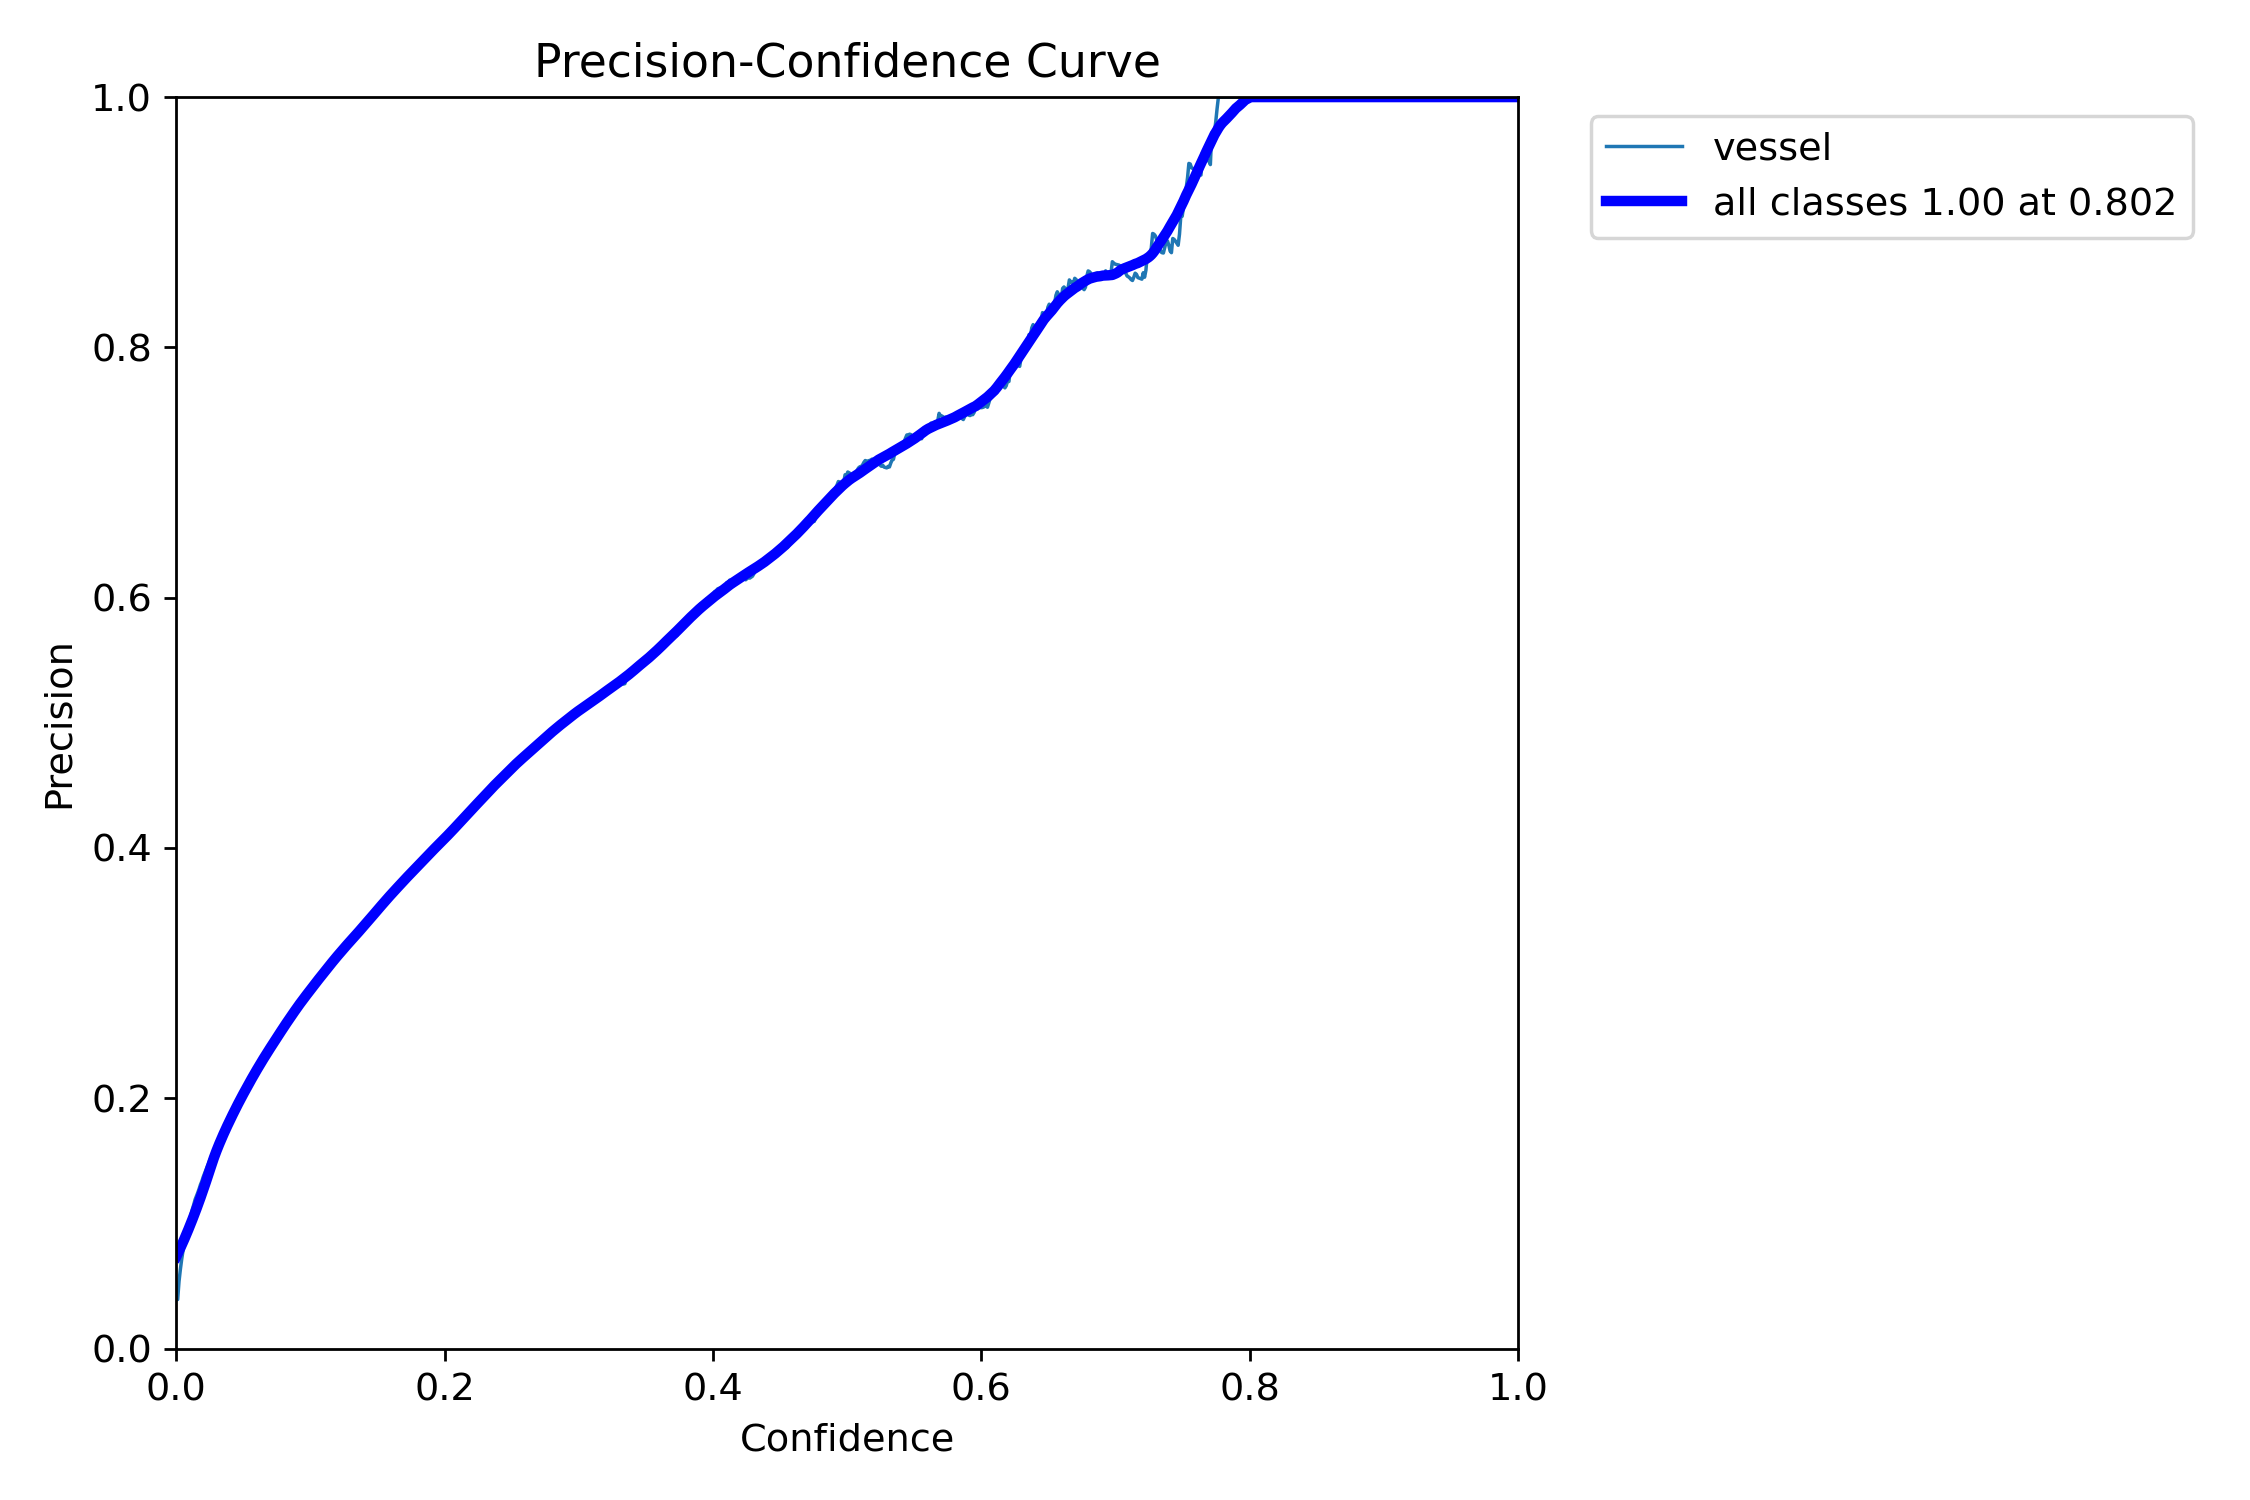 Precision-Confidence Curve
1.0
0.8
0.6
0.4
0.2
0.0
Precision
0.0 0.2 0.4 0.6 0.8 1.0
Confidence
vessel
all classes 1.00 at 0.802